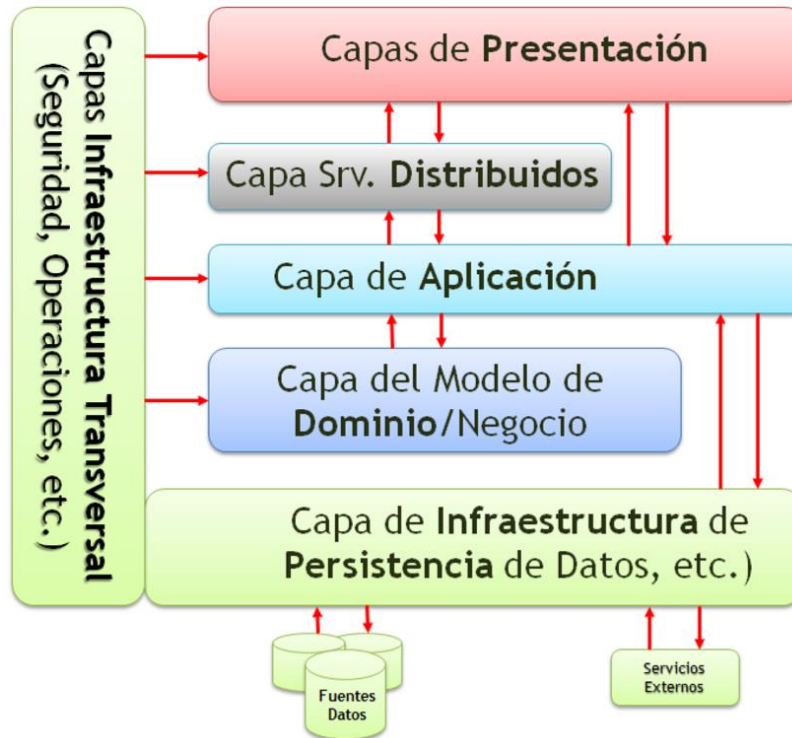 Capas Infraestructura Transversal
(Seguridad, Operaciones, etc.)
Capas de Presentación
Capa Srv. Distribuidos
Capa de Aplicación
Capa del Modelo de
Dominio/Negocio
Capa de Infraestructura de
Persistencia de Datos, etc.)
Fuentes
Datos
Servicios
Externos